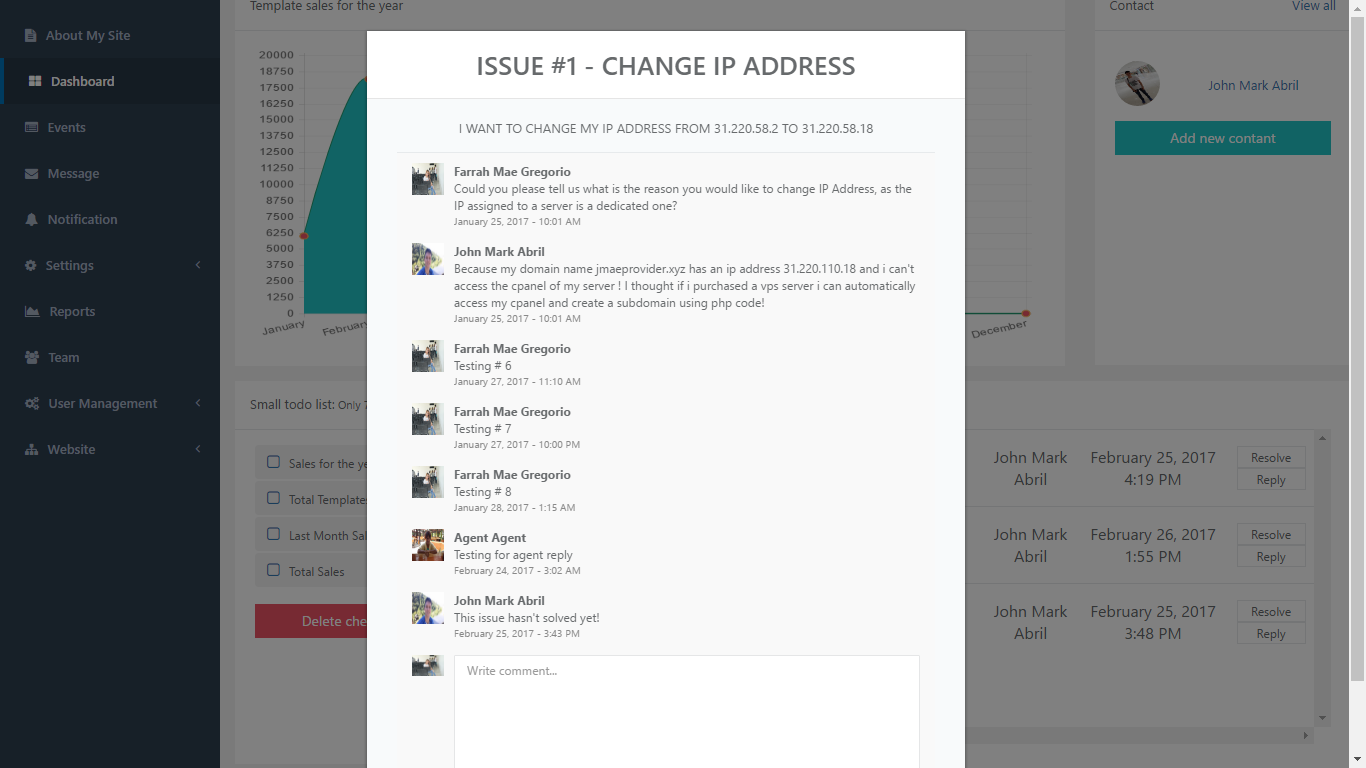 About My Site
Dashboard
Events
Message
Notification
Settings
Reports
Team
User Management
Website
Template sales for the year
20000
18750
17500
16250
15000
13750
12500
11250
10000
8750
7500
6250
5000
3750
2500
1250
0
January
February
December
Contact
View all
John Mark Abril
Add new contant
Small todo list: Only
Sales for the
Total Templates
Last Month
Total Sales
Delete
John Mark
Abril
February 25, 2017
4:19 PM
Resolve
Reply
John Mark
Abril
February 26, 2017
1:55 PM
Resolve
Reply
John Mark
Abril
February 25, 2017
3:48 PM
Resolve
Reply
ISSUE #1 - CHANGE IP ADDRESS
I WANT TO CHANGE MY IP ADDRESS FROM 31.220.58.2 TO 31.220.58.18
Farrah Mae Gregorio
Could you please tell us what is the reason you would like to change IP Address, as the
IP assigned to a server is a dedicated one?
January 25, 2017 - 10:01 AM
John Mark Abril
Because my domain name jmaeprovider.xyz has an ip address 31.220.110.18 and i can't
access the cpanel of my server ! I thought if i purchased a vps server i can automatically
access my cpanel and create a subdomain using php code!
January 25, 2017 - 10:01 AM
Farrah Mae Gregorio
Testing # 6
January 27, 2017 - 11:10 AM
Farrah Mae Gregorio
Testing # 7
January 27, 2017 - 10:00 PM
Farrah Mae Gregorio
Testing # 8
January 28, 2017 - 1:15 AM
Agent Agent
Testing for agent reply
February 24, 2017 - 3:02 AM
John Mark Abril
This issue hasn't solved yet!
February 25, 2017 - 3:43 PM
Write comment...